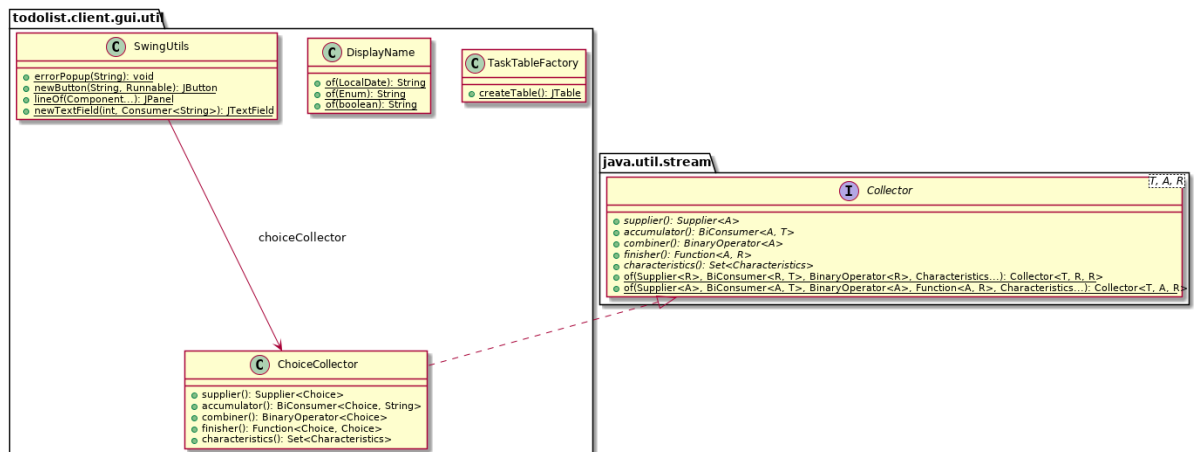 todolist.client.gui.util
C SwingUtils
errorPopup(String): void
newButton(String, Runnable): JButton
lineOf(Component...): JPanel
newTextField(int, Consumer<String>): JTextField
C DisplayName
of(LocalDate): String
of(Enum): String
of(boolean): String
C TaskTableFactory
createTable(): JTable
choiceCollector
java.util.stream
I Collector
T, A, R
supplier(): Supplier<A>
accumulator(): BiConsumer<A, T>
combiner(): BinaryOperator<A>
finisher(): Function<A, R>
characteristics(): Set<Characteristics>
of(Supplier<R>, BiConsumer<R, T>, BinaryOperator<R>, Characteristics...): Collector<T, R, R>
of(Supplier<A>, BiConsumer<A, T>, BinaryOperator<A>, Function<A, R>, Characteristics...): Collector<T, A, R>
C ChoiceCollector
supplier(): Supplier<Choice>
accumulator(): BiConsumer<Choice, String>
combiner(): BinaryOperator<Choice>
finisher(): Function<Choice, Choice>
characteristics(): Set<Characteristics>